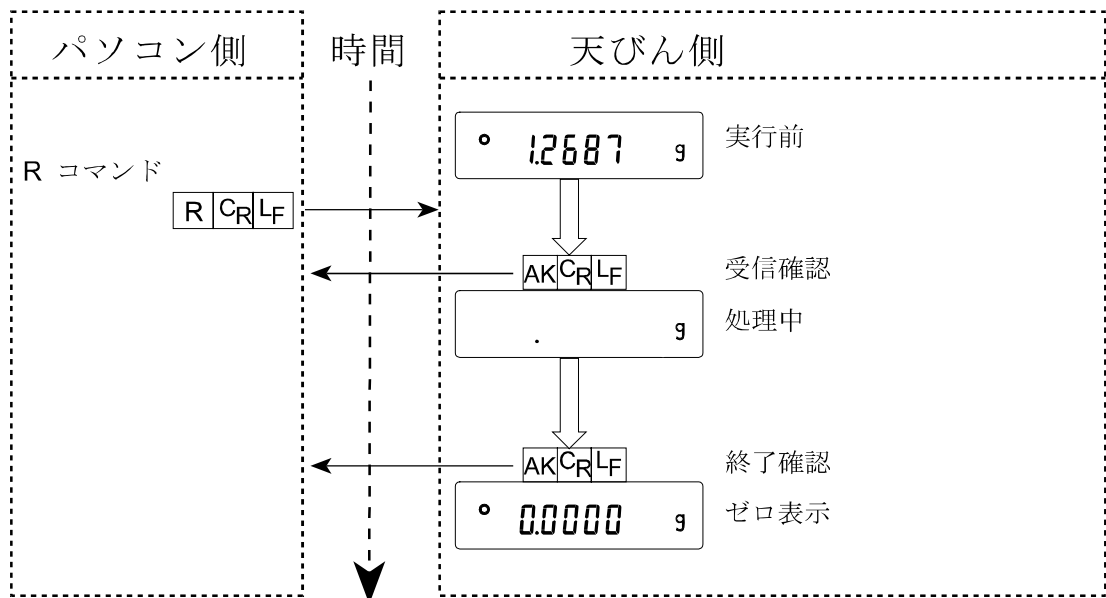 パソコン側 時間 天びん側
1.2687 g 実行前
R コマンド
R CR LF
AK CR LF 受信確認
. g 処理中
AK CR LF 終了確認
0.0000 g ゼロ表示